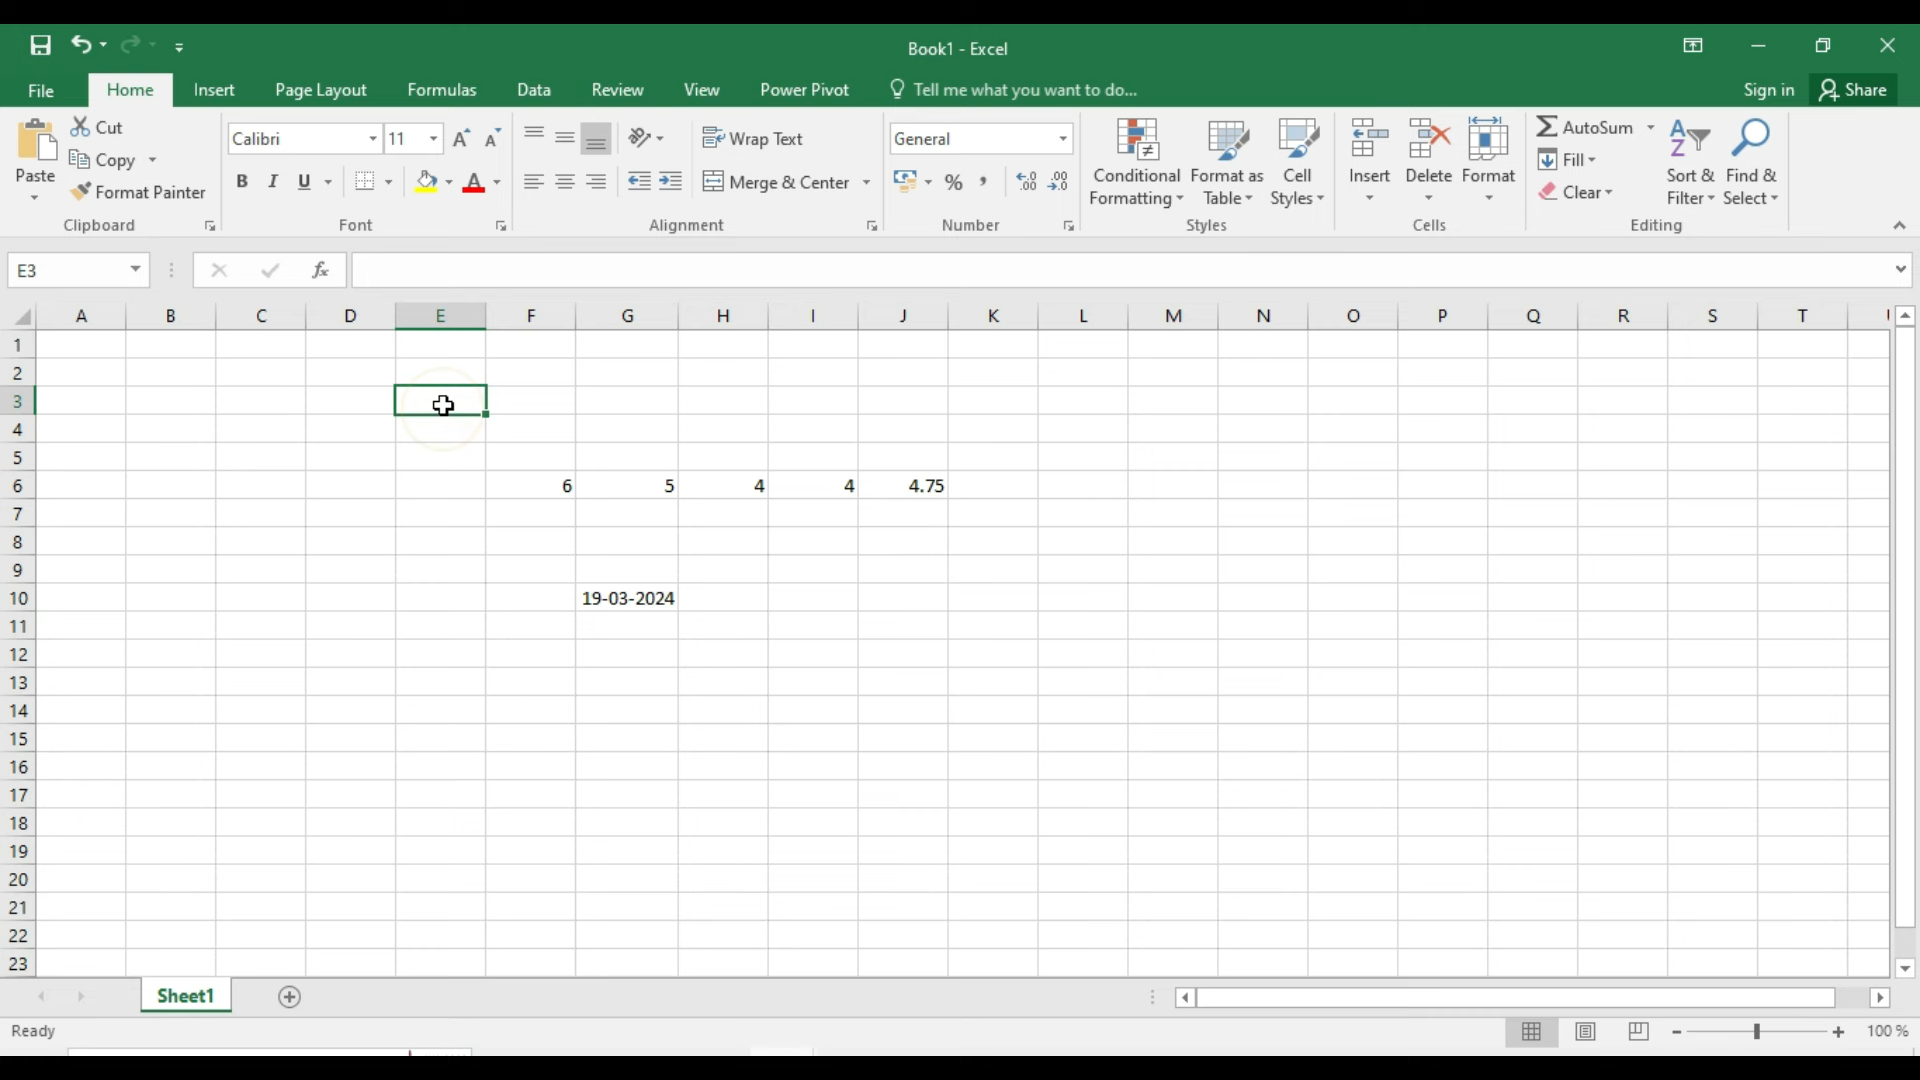 Book1 - Excel
File Home Insert Page Layout Formulas Data Review View Power Pivot Tell me what you want to do... Sign in Share
Paste
Cut
Copy
Format Painter
Clipboard
Calibri 11
B I U
Font
Wrap Text
Merge & Center
Alignment
General
%
Number
Conditional Formatting
Format as Table
Cell Styles
Styles
Insert Delete Format
Cells
AutoSum
Fill
Clear
Sort & Filter
Find & Select
Editing
E3 fx
A B C D E F G H I J K L M N O P Q R S T
1
2
3
4
5
6 6 5 4 4 4.75
7
8
9
10 19-03-2024
11
12
13
14
15
16
17
18
19
20
21
22
23
Sheet1
Ready 100 %